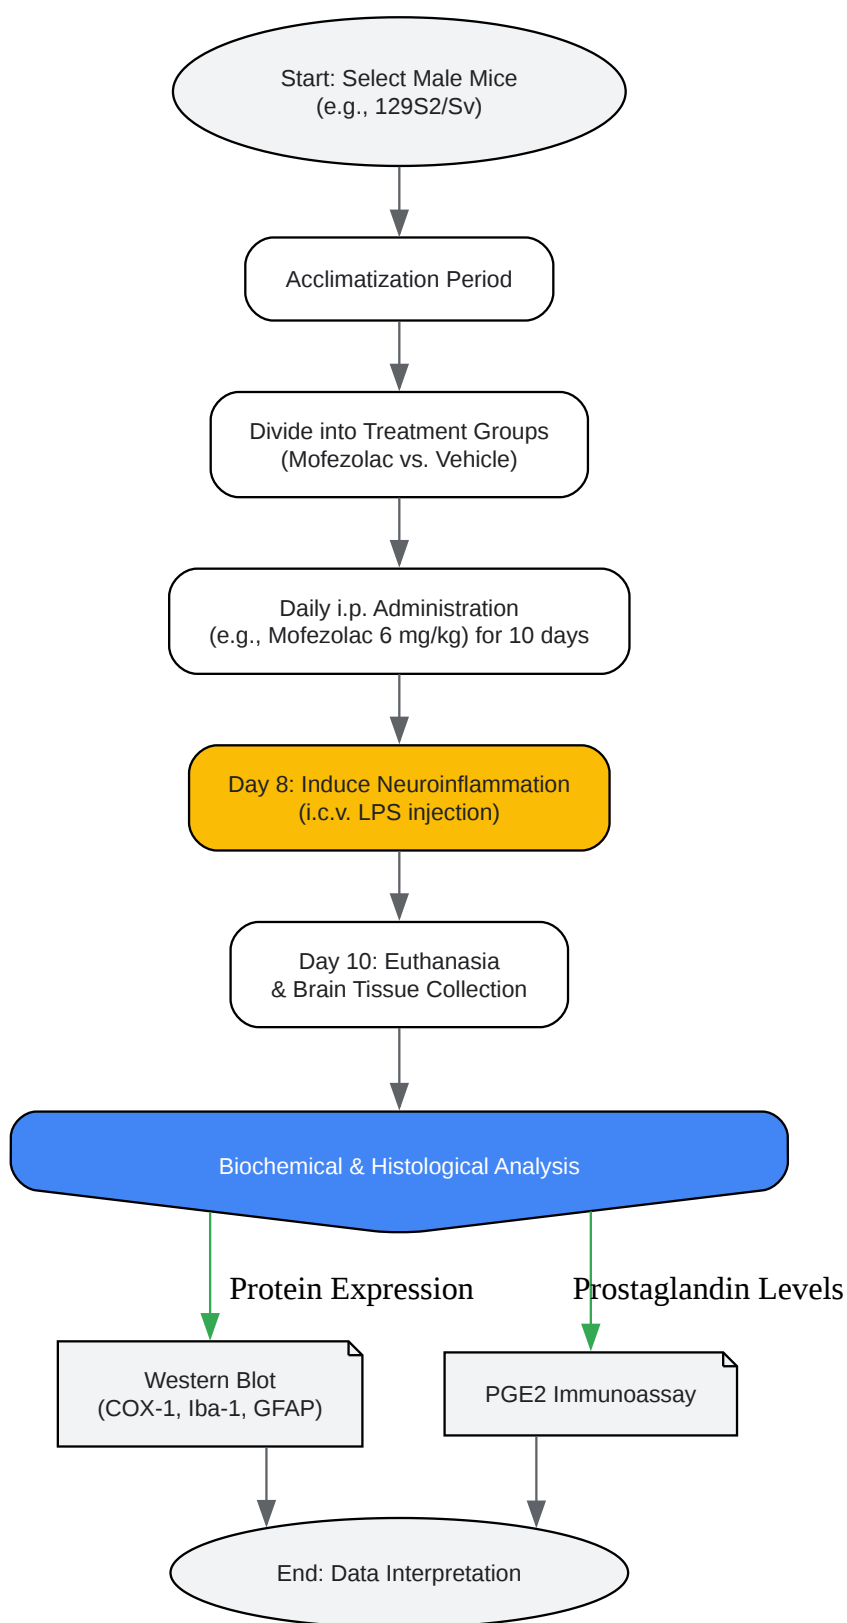 Start: Select Male Mice
(e.g., 129S2/Sv)
Acclimatization Period
Divide into Treatment Groups
(Mofezolac vs. Vehicle)
Daily i.p. Administration
(e.g., Mofezolac 6 mg/kg) for 10 days
Day 8: Induce Neuroinflammation
(i.c.v. LPS injection)
Day 10: Euthanasia
& Brain Tissue Collection
Biochemical & Histological Analysis
Protein Expression
Prostaglandin Levels
Western Blot
(COX-1, Iba-1, GFAP)
PGE2 Immunoassay
End: Data Interpretation